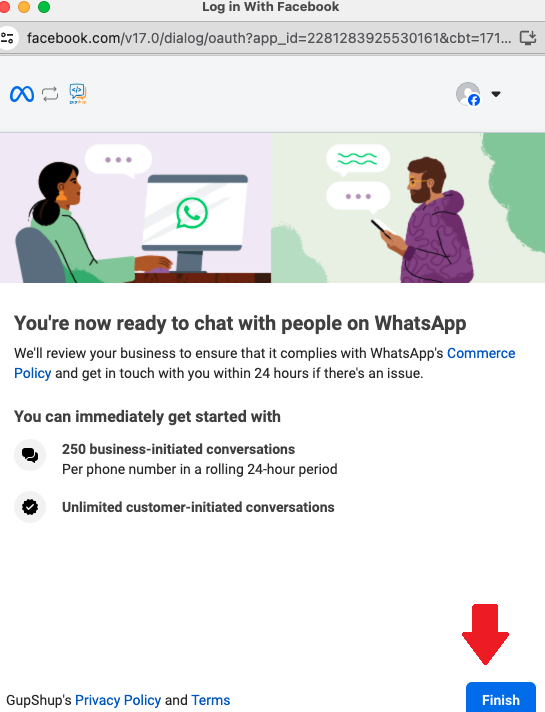 Log in With Facebook
facebook.com/v17.0/dialog/oauth?app_id=2281283925530161&cbt=171...
gupshup
You're now ready to chat with people on WhatsApp
We'll review your business to ensure that it complies with WhatsApp's Commerce
Policy and get in touch with you within 24 hours if there's an issue.
You can immediately get started with
250 business-initiated conversations
Per phone number in a rolling 24-hour period
Unlimited customer-initiated conversations
GupShup's Privacy Policy and Terms
Finish